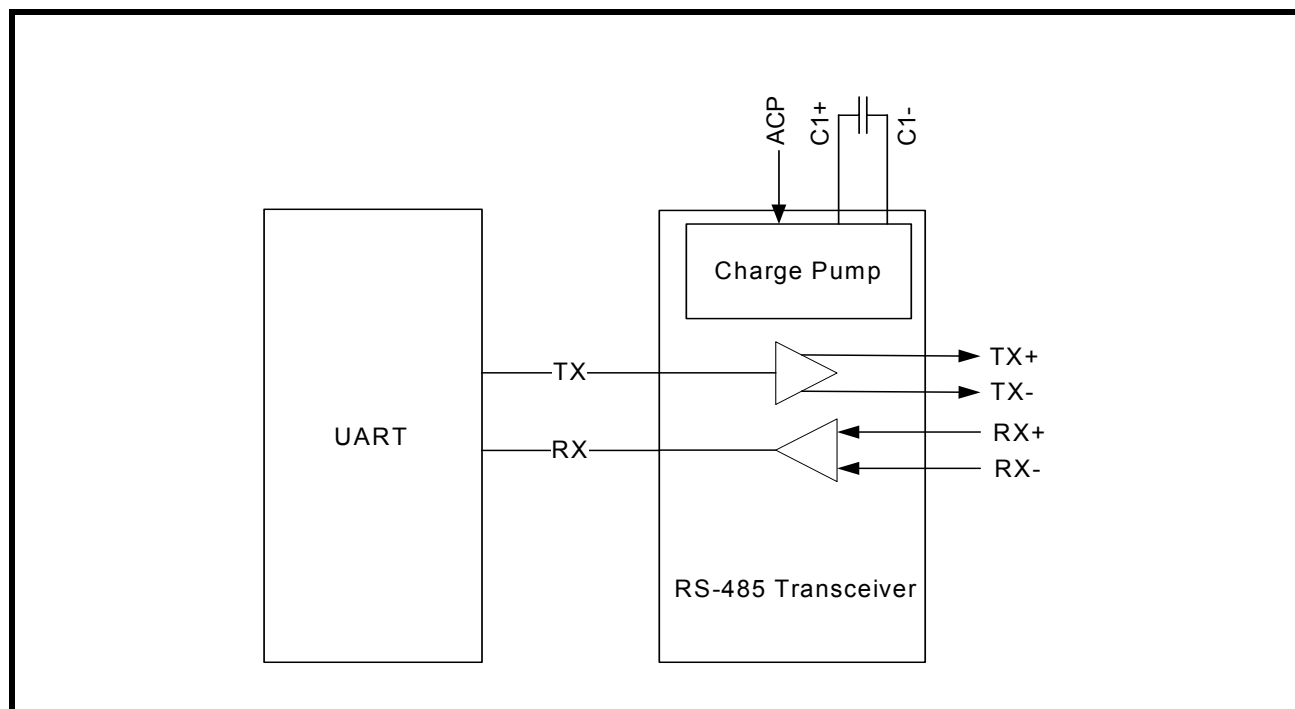 ACP
C1+
C1-
Charge Pump
TX
TX+
TX-
UART
RX
RX+
RX-
RS-485 Transceiver